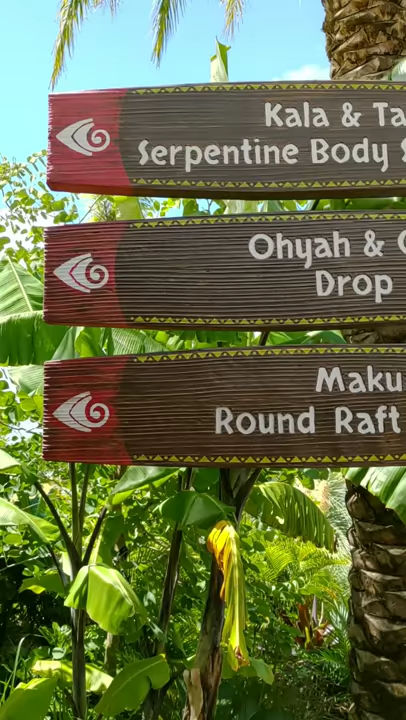 Kala & Ta
Serpentine Body S
Ohyah &
Drop
Maku
Round Raft